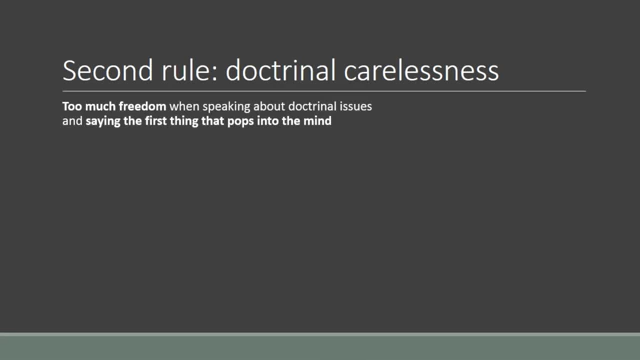 Second rule: doctrinal carelessness
Too much freedom when speaking about doctrinal issues
and saying the first thing that pops into the mind